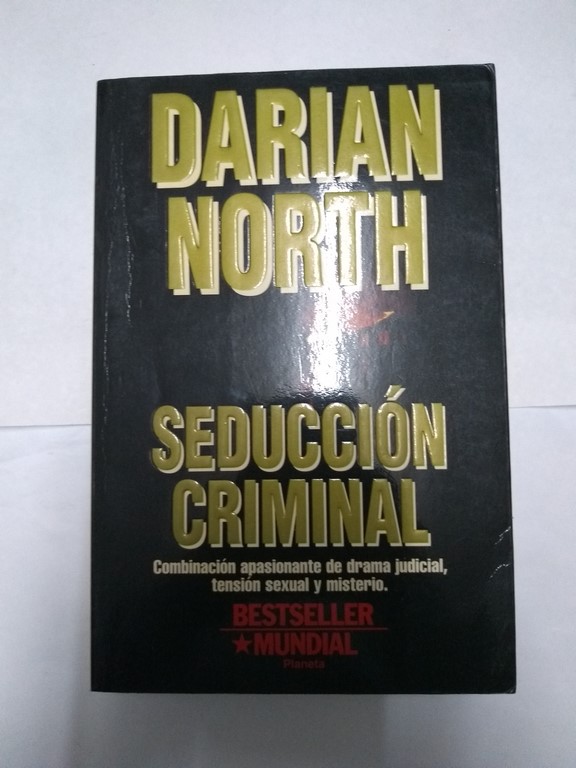 DARIAN
NORTH
SEDUCCIÓN
CRIMINAL
Combinación apasionante de drama judicial,
tensión sexual y misterio.
BESTSELLER
★MUNDIAL
Planeta